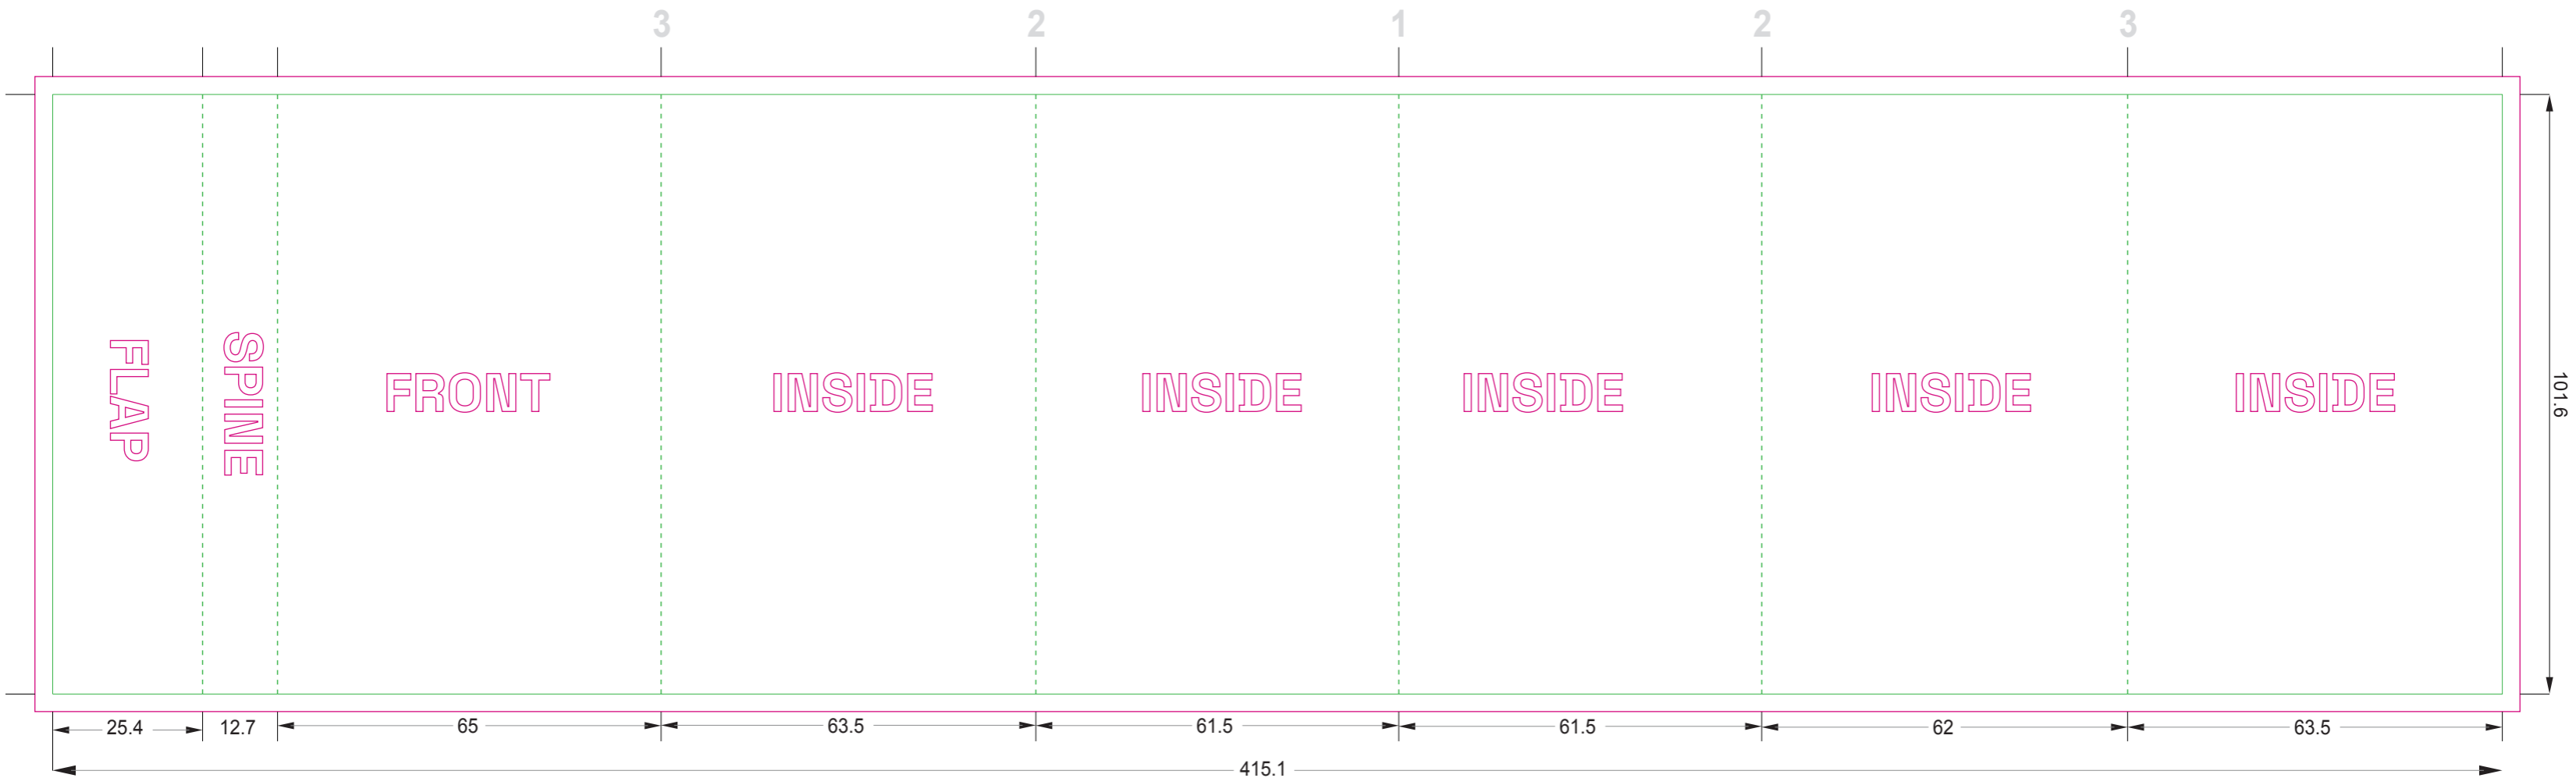 3 2 1 2 3
FLAP
SPINE
FRONT
INSIDE
INSIDE
INSIDE
INSIDE
INSIDE
101.6
25.4 12.7 65 63.5 61.5 61.5 62 63.5
415.1